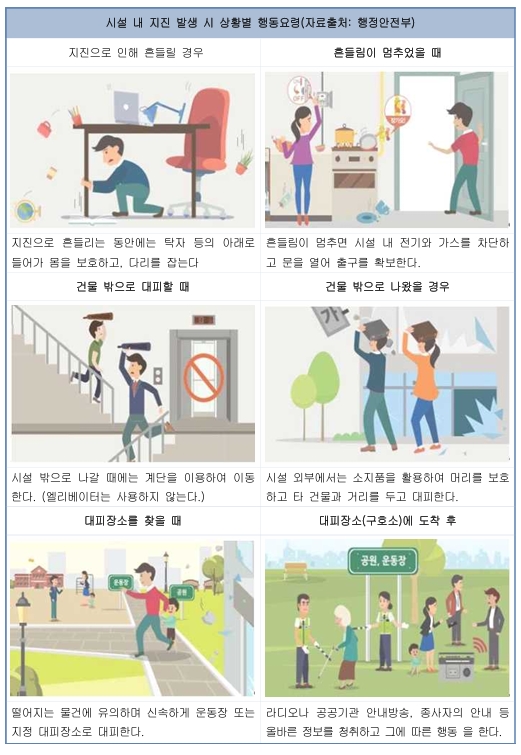 시설 내 지진 발생 시 상황별 행동요령(자료출처: 행정안전부)
지진으로 인해 흔들릴 경우
흔들림이 멈추었을 때
지진으로 흔들리는 동안에는 탁자 등의 아래로
들어가 몸을 보호하고, 다리를 잡는다
흔들림이 멈추면 시설 내 전기와 가스를 차단하
고 문을 열어 출구를 확보한다.
건물 밖으로 대피할 때
건물 밖으로 나왔을 경우
가
시설 밖으로 나갈 때에는 계단을 이용하여 이동
한다. (엘리베이터는 사용하지 않는다.)
시설 외부에서는 소지품을 활용하여 머리를 보호
하고 타 건물과 거리를 두고 대피한다.
대피장소를 찾을 때
대피장소(구호소)에 도착 후
운동장
공원
공원, 운동장
떨어지는 물건에 유의하며 신속하게 운동장 또는
지정 대피장소로 대피한다.
라디오나 공공기관 안내방송, 종사자의 안내 등
올바른 정보를 청취하고 그에 따른 행동 을 한다.